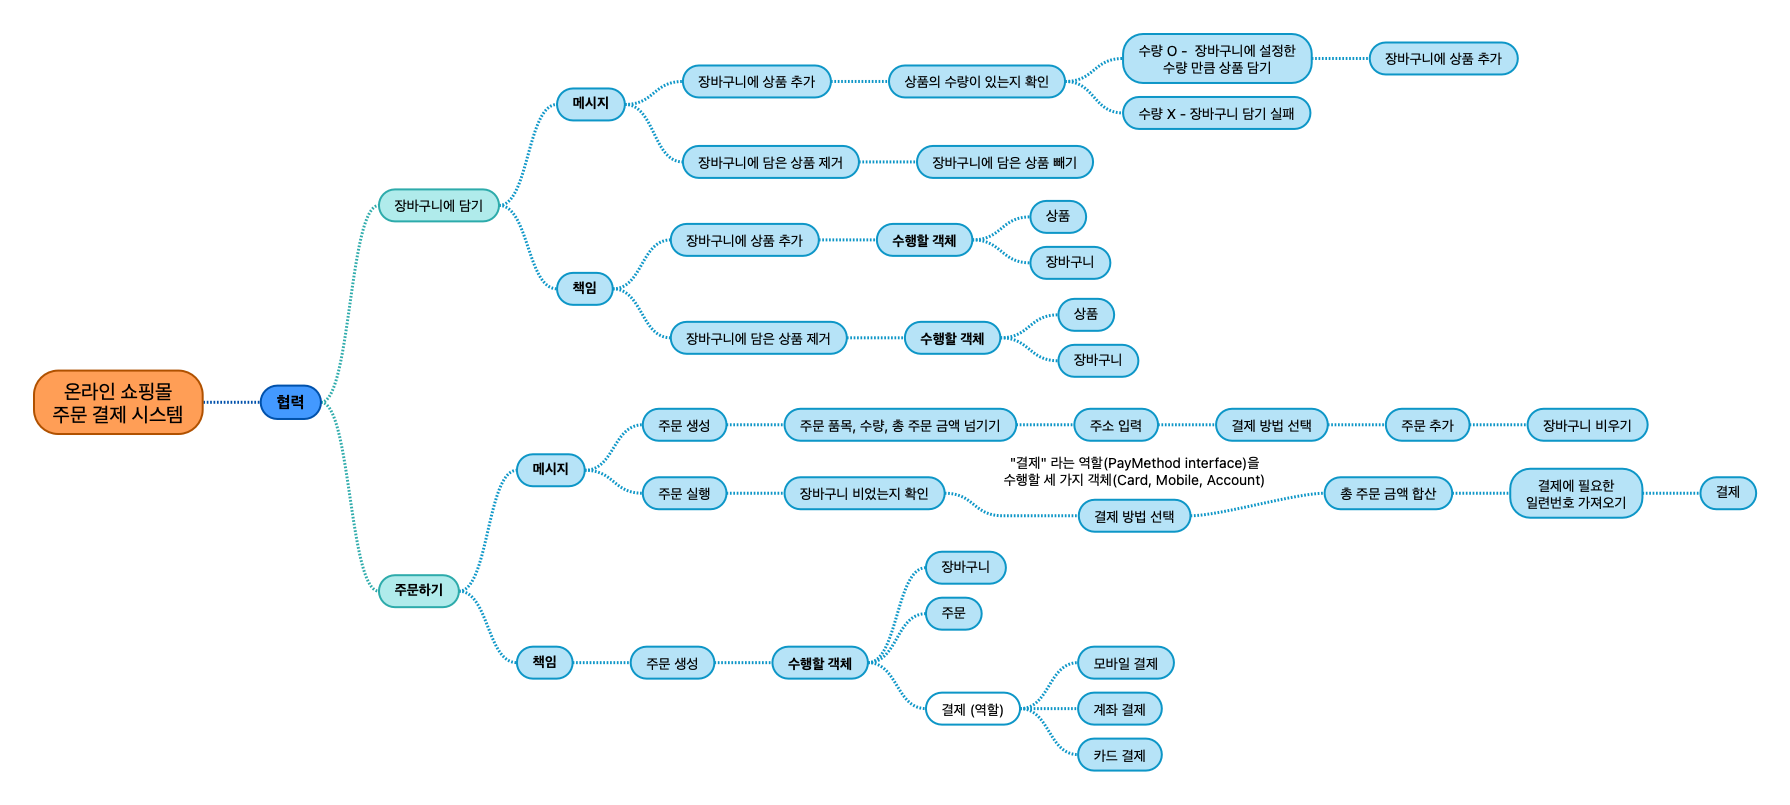 온라인 쇼핑몰
주문 결제 시스템
협력
장바구니에 담기
메시지
장바구니에 상품 추가
상품의 수량이 있는지 확인
수량 O - 장바구니에 설정한
수량 만큼 상품 담기
장바구니에 상품 추가
수량 X - 장바구니 담기 실패
장바구니에 담은 상품 제거
장바구니에 담은 상품 빼기
책임
장바구니에 상품 추가
수행할 객체
상품
장바구니
장바구니에 담은 상품 제거
수행할 객체
상품
장바구니
주문하기
메시지
주문 생성
주문 품목, 수량, 총 주문 금액 넘기기
주소 입력
결제 방법 선택
주문 추가
장바구니 비우기
주문 실행
장바구니 비었는지 확인
"결제" 라는 역할(PayMethod interface)을
수행할 세 가지 객체(Card, Mobile, Account)
결제 방법 선택
총 주문 금액 합산
결제에 필요한
일련번호 가져오기
결제
책임
주문 생성
수행할 객체
장바구니
주문
결제 (역할)
모바일 결제
계좌 결제
카드 결제